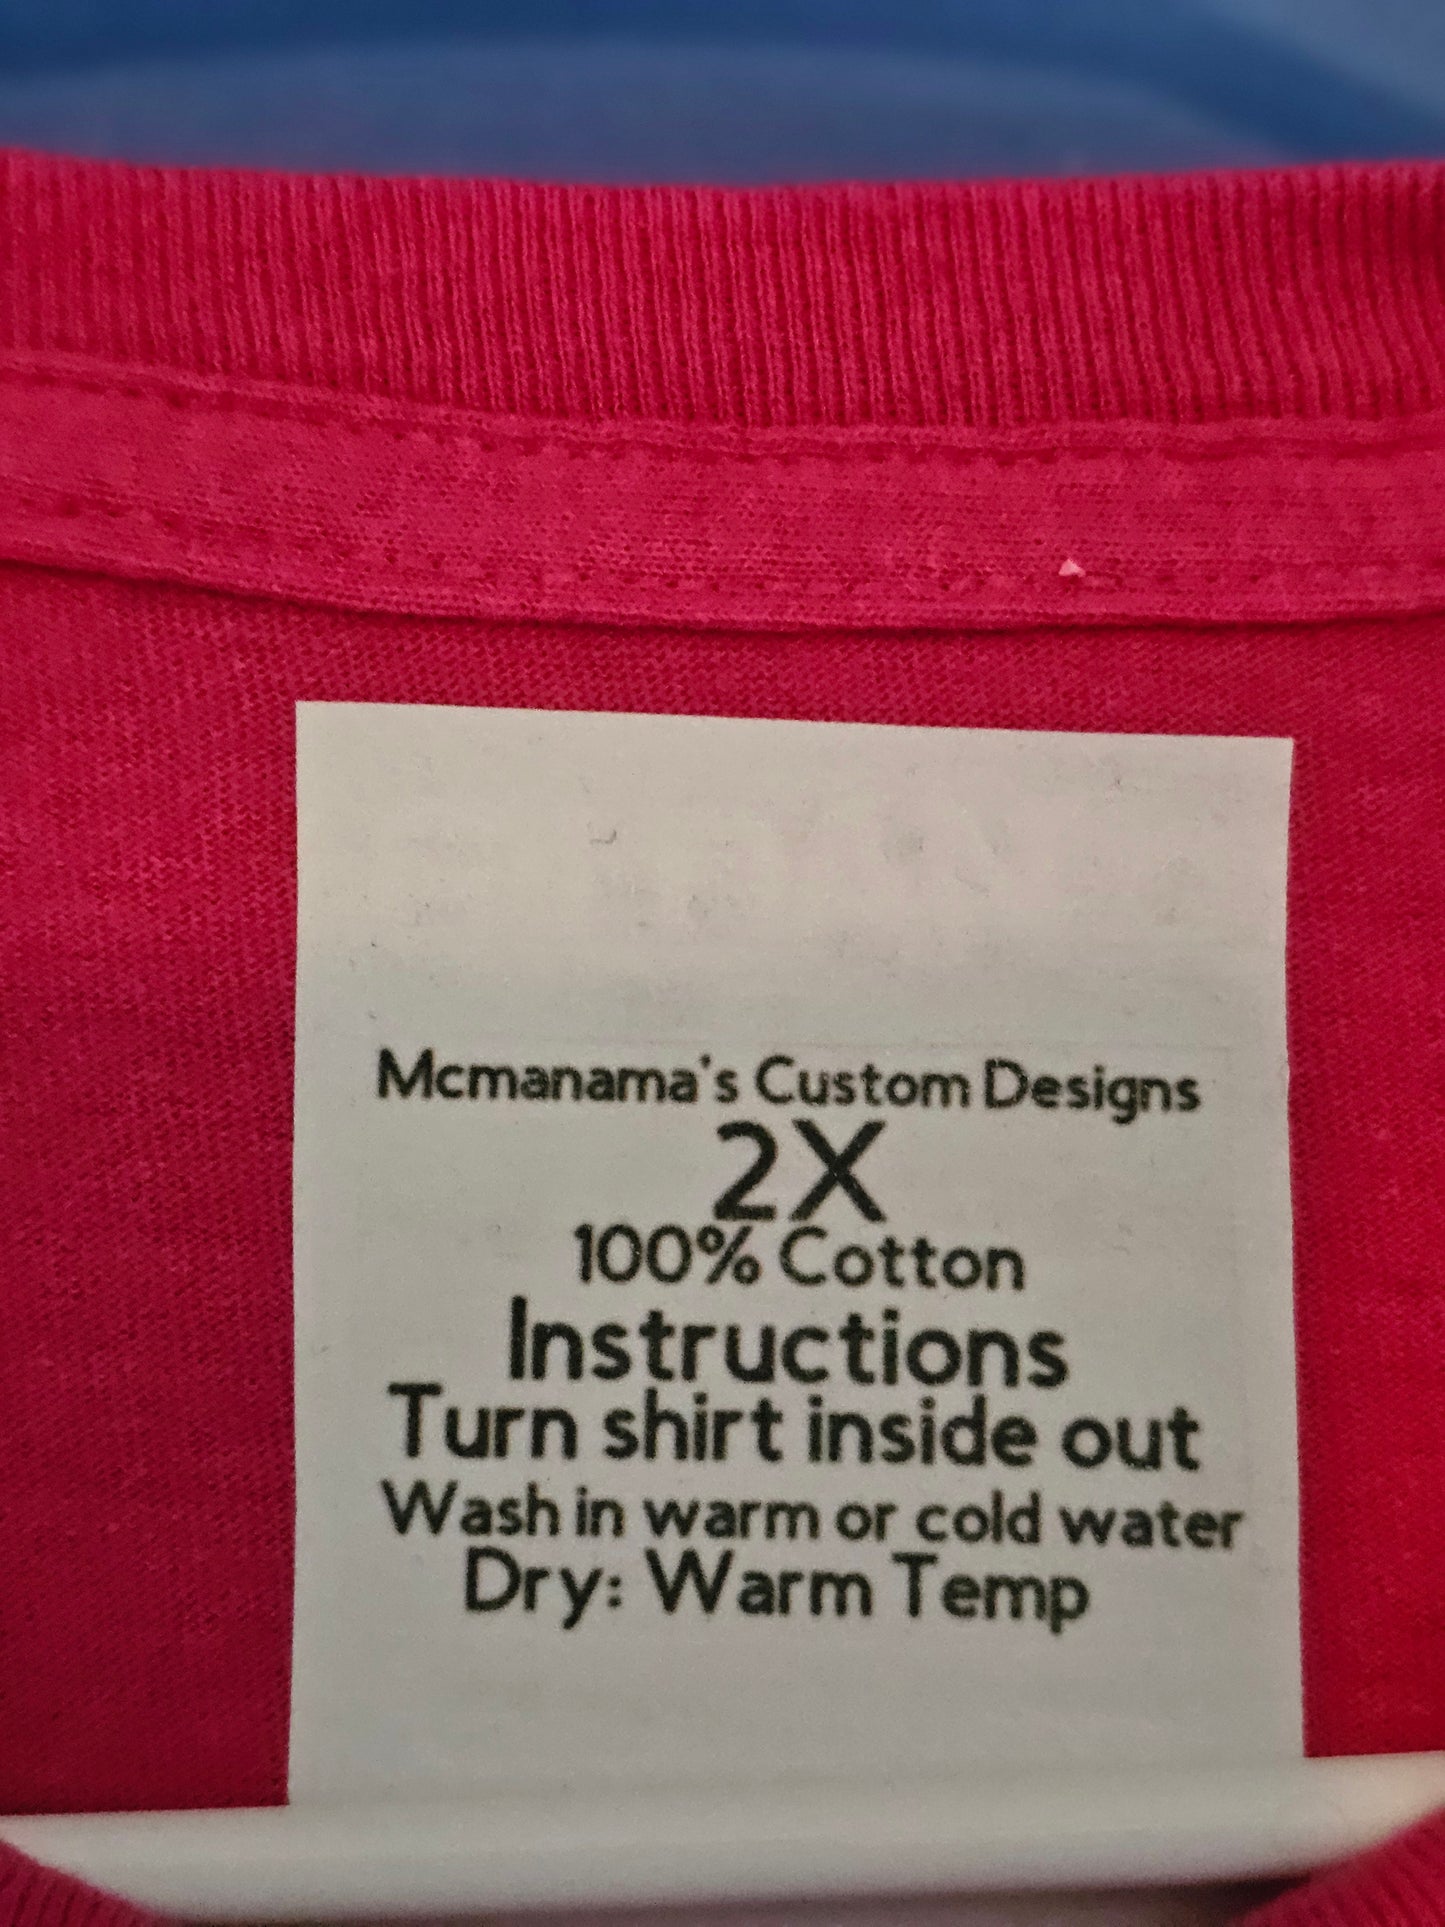 Mcmanama's Custom Designs
2X
100% Cotton
Instructions
Turn shirt inside out
Wash in warm or cold water
Dry: Warm Temp